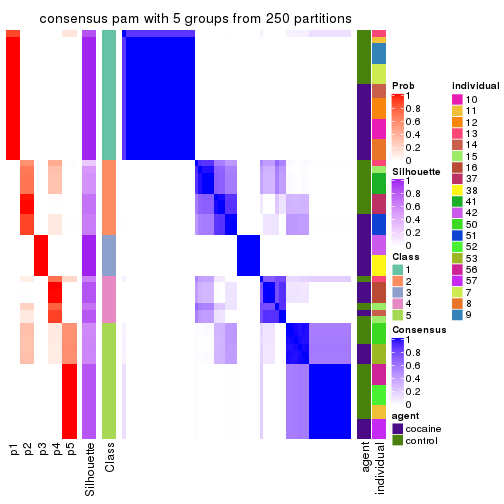 consensus pam with 5 groups from 250 partitions
Prob
1
0.8
0.6
0.4
0.2
0
Silhouette
1
0.8
0.6
0.4
0.2
0
Class
1
2
3
4
5
Consensus
1
0.8
0.6
0.4
0.2
0
agent
cocaine
control
individual
10
11
12
13
14
15
16
37
38
41
42
50
51
52
53
56
57
7
8
9
p1
p2
p3
p4
p5
Silhouette
Class
agent
individual